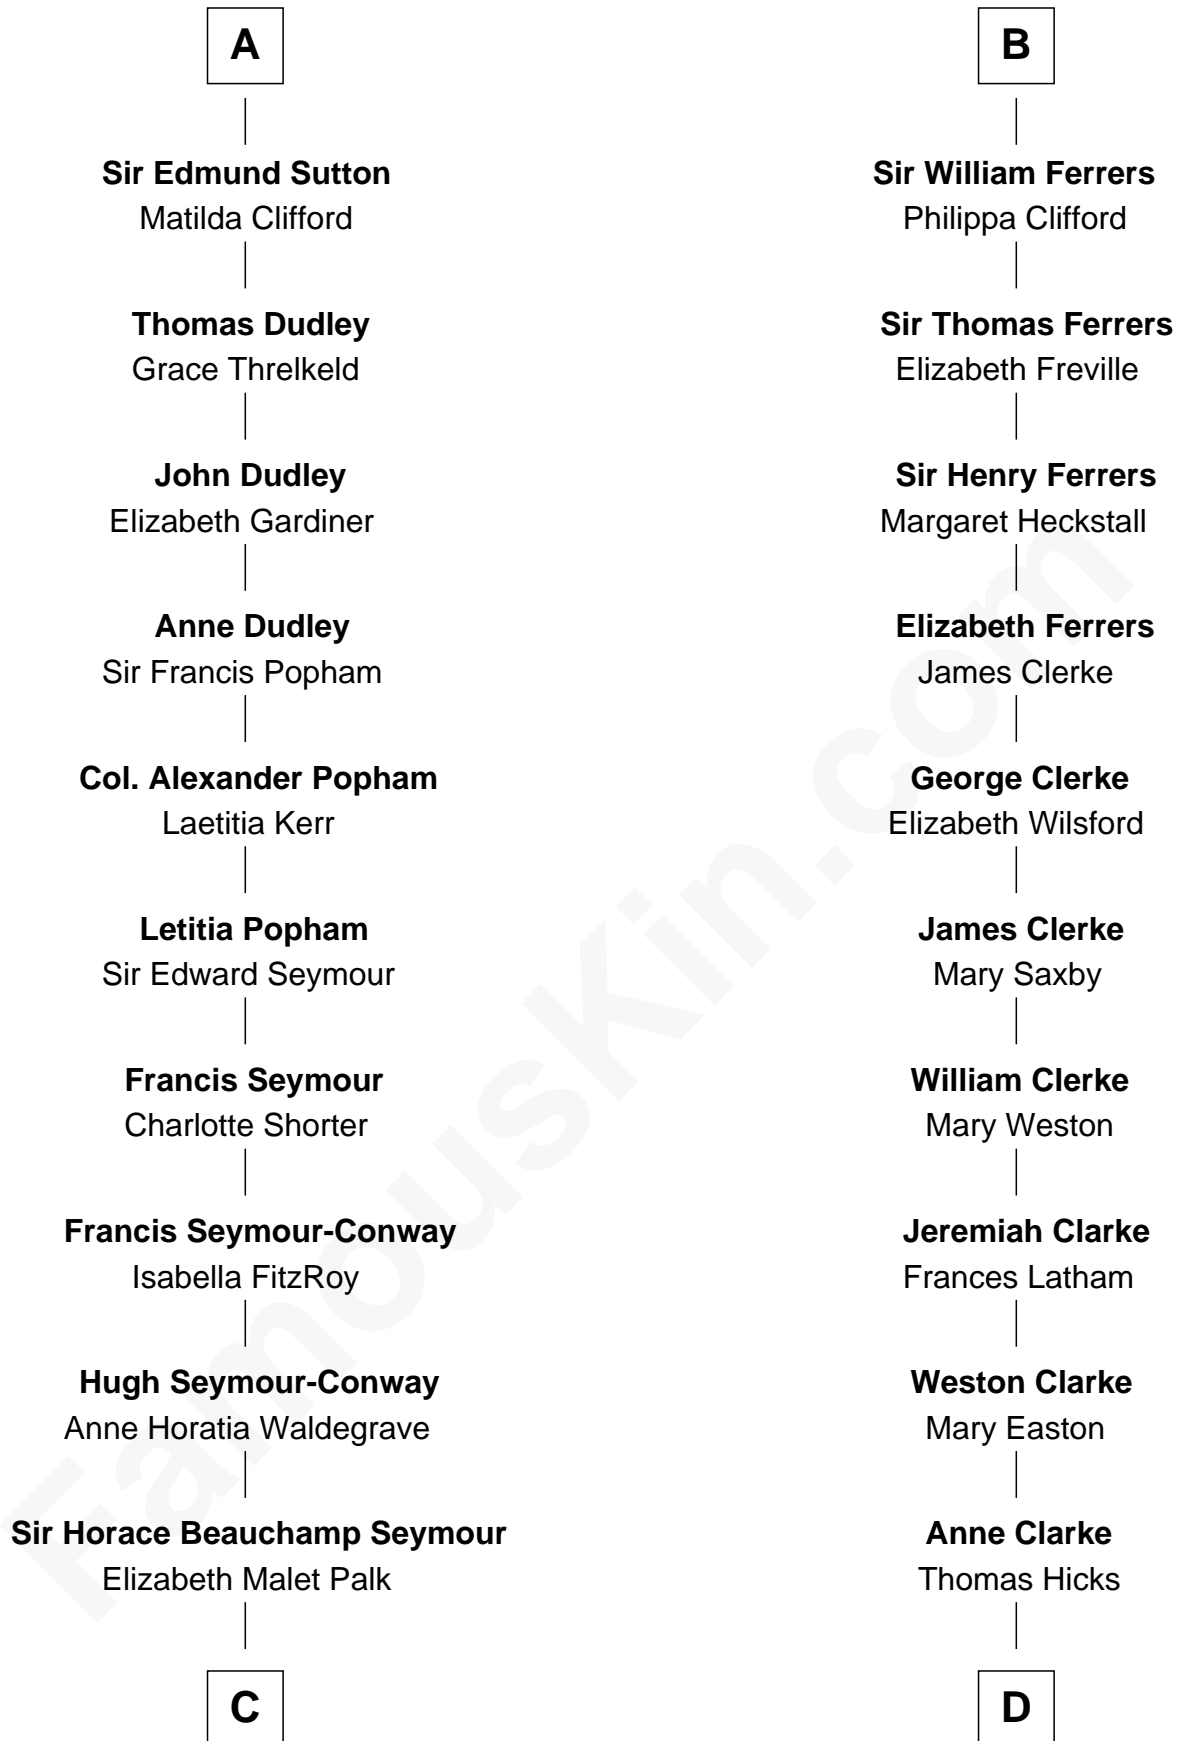 A
Sir Edmund Sutton
Matilda Clifford
Thomas Dudley
Grace Threlkeld
John Dudley
Elizabeth Gardiner
Anne Dudley
Sir Francis Popham
Col. Alexander Popham
Laetitia Kerr
Letitia Popham
Sir Edward Seymour
Francis Seymour
Charlotte Shorter
Francis Seymour-Conway
Isabella FitzRoy
Hugh Seymour-Conway
Anne Horatia Waldegrave
Sir Horace Beauchamp Seymour
Elizabeth Malet Palk
C
B
Sir William Ferrers
Philippa Clifford
Sir Thomas Ferrers
Elizabeth Freville
Sir Henry Ferrers
Margaret Heckstall
Elizabeth Ferrers
James Clerke
George Clerke
Elizabeth Wilsford
James Clerke
Mary Saxby
William Clerke
Mary Weston
Jeremiah Clarke
Frances Latham
Weston Clarke
Mary Easton
Anne Clarke
Thomas Hicks
D
FamousKin.com